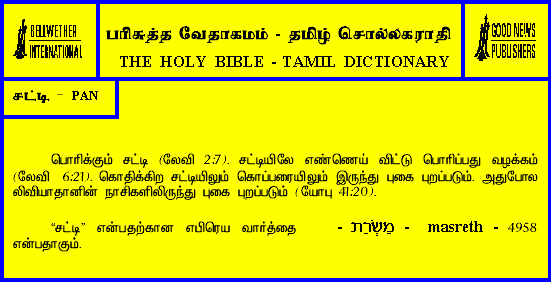 BELLWETHER
INTERNATIONAL
பரிசுத்த வேதாகமம் - தமிழ் சொல்லகராதி
THE HOLY BIBLE - TAMIL DICTIONARY
GOOD NEWS
PUBLISHERS
சட்டி - PAN
பொரிக்கும் சட்டி (லேவி 2:7). சட்டியிலே எண்ணெய் விட்டு பொரிப்பது வழக்கம்
(லேவி 6:21). கொதிக்கிற சட்டியிலும் கொப்பரையிலும் இருந்து புகை புறப்படும். அதுபோல
லிவியாதானின் நாசிகளிலிருந்து புகை புறப்படும் (யோபு 41:20).
“சட்டி” என்பதற்கான எபிரெய வார்த்தை - מַשְׂרֵת - masreth - 4958
என்பதாகும்.